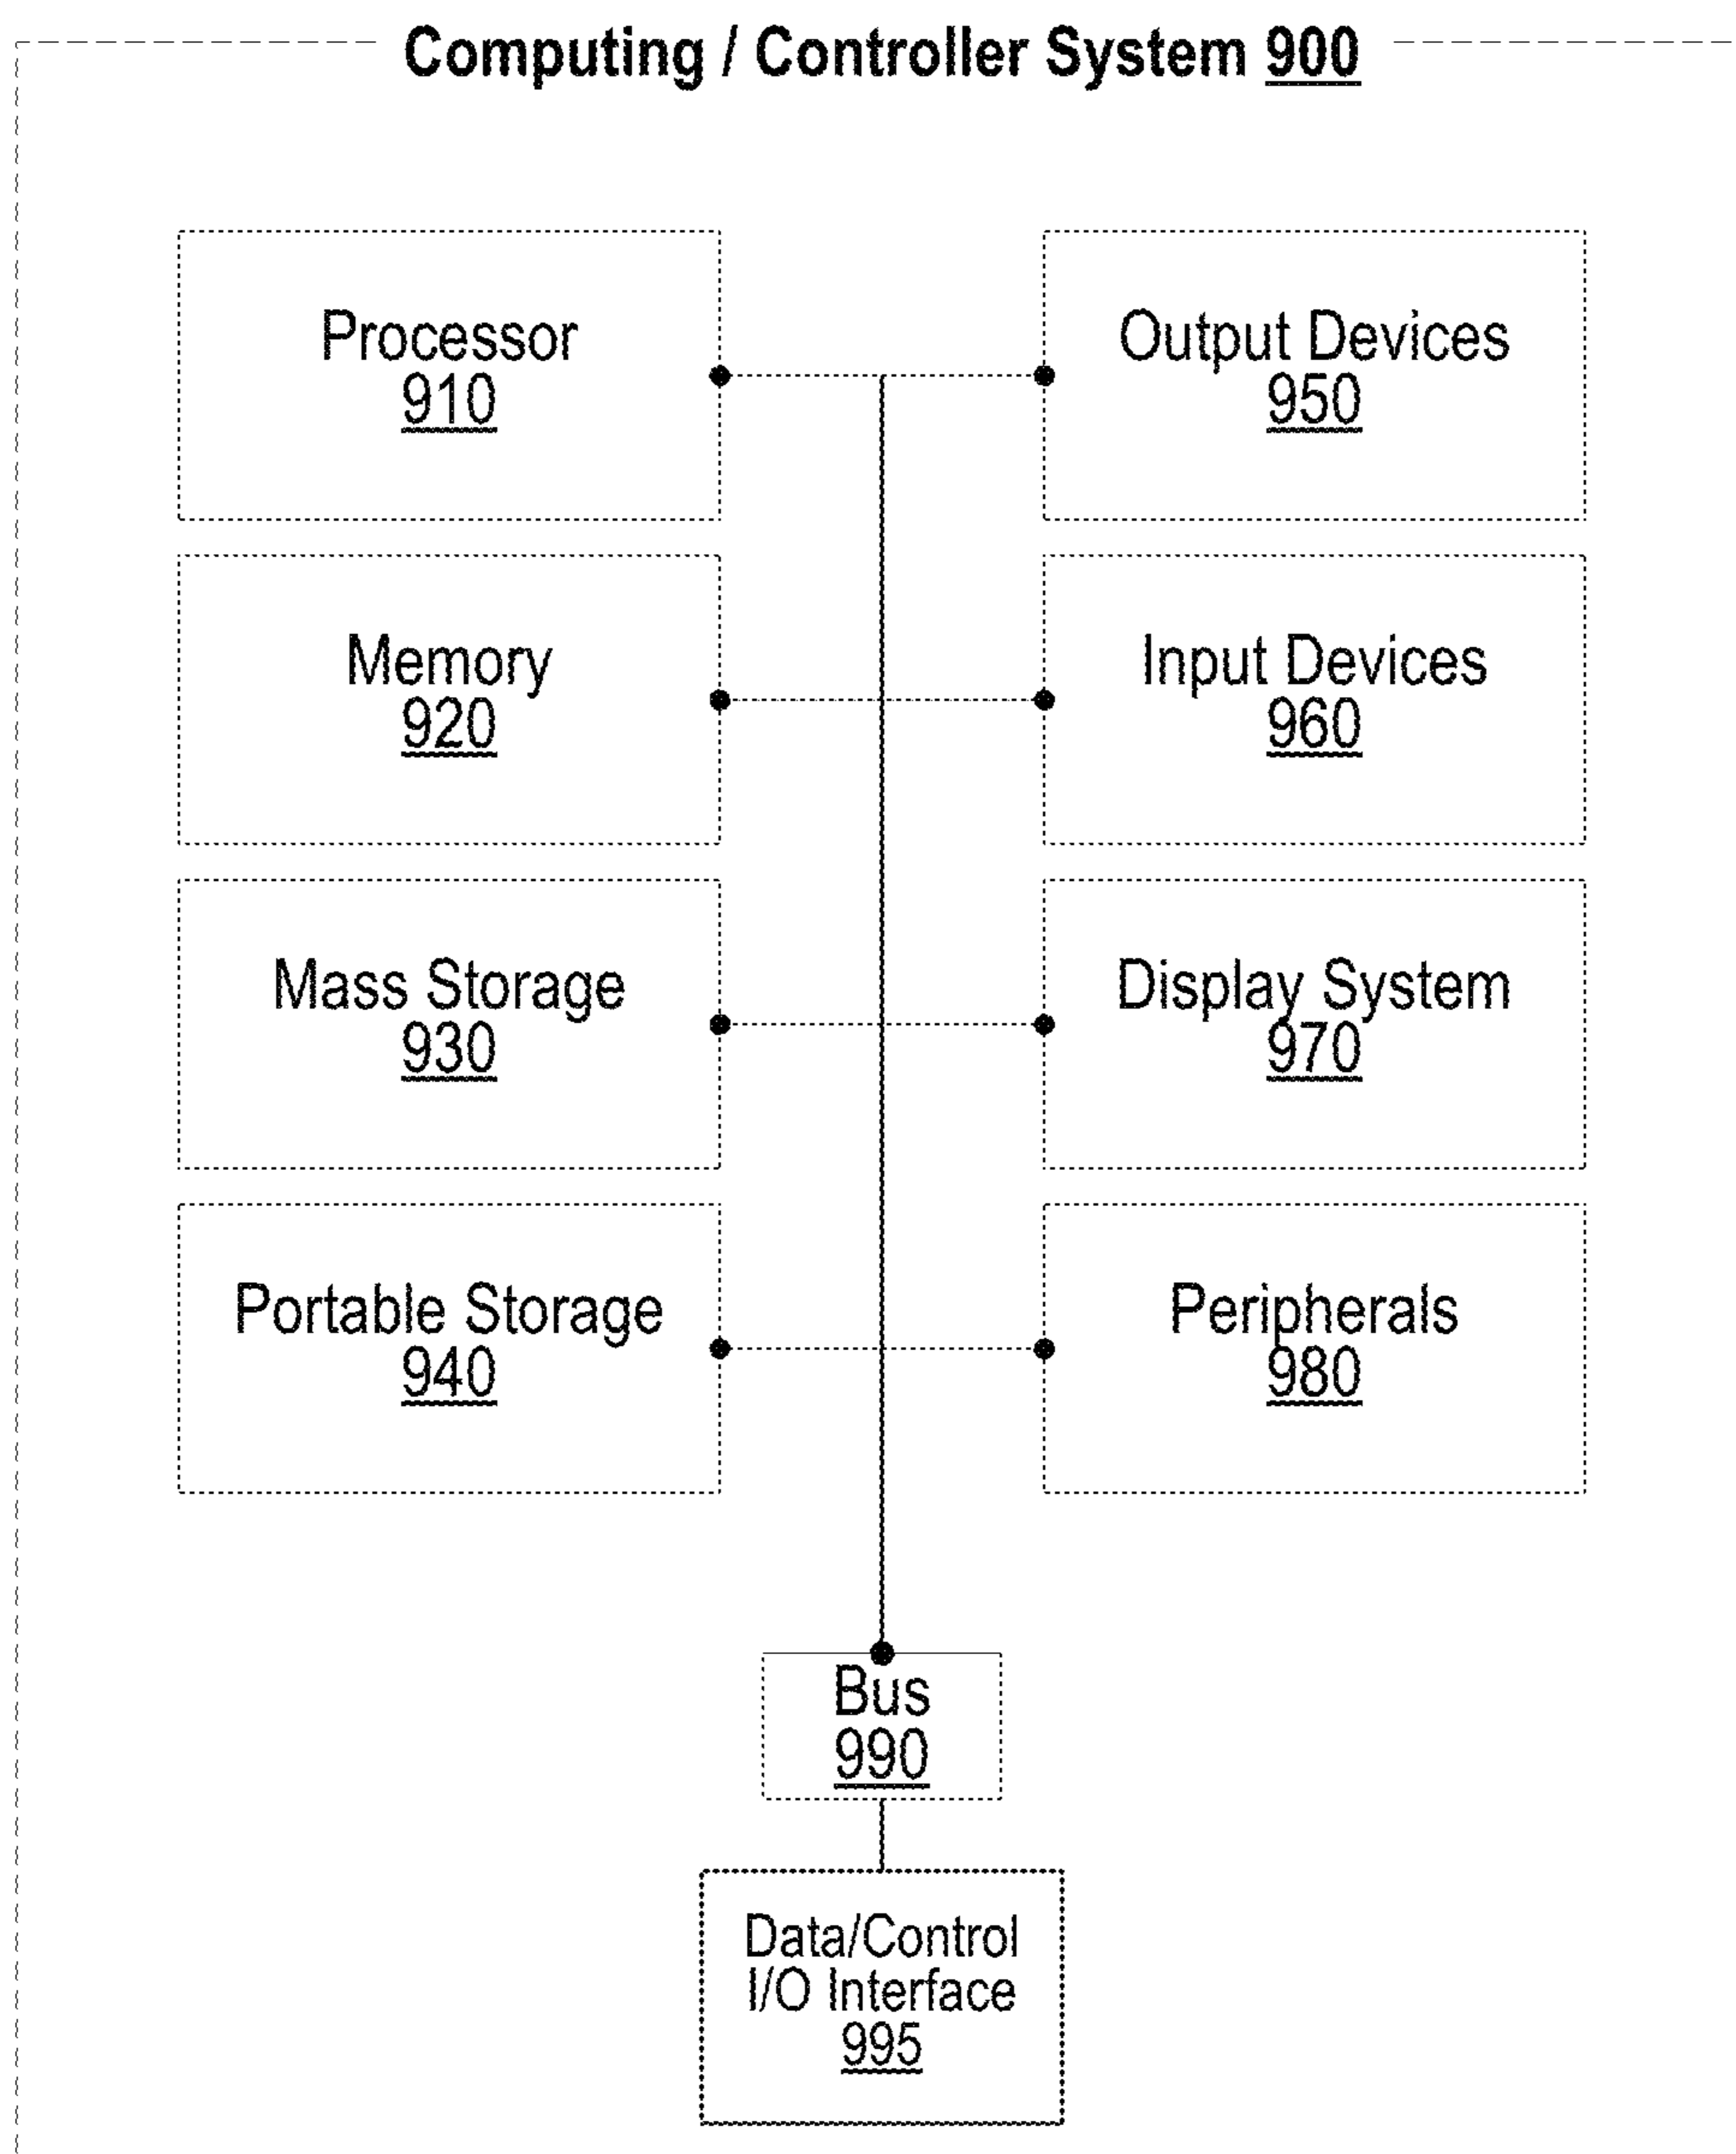 Computing / Controller System 900
Processor
910
Output Devices
950
Memory
920
Input Devices
960
Mass Storage
930
Display System
970
Portable Storage
940
Peripherals
980
Bus
990
Data/Control
I/O Interface
995